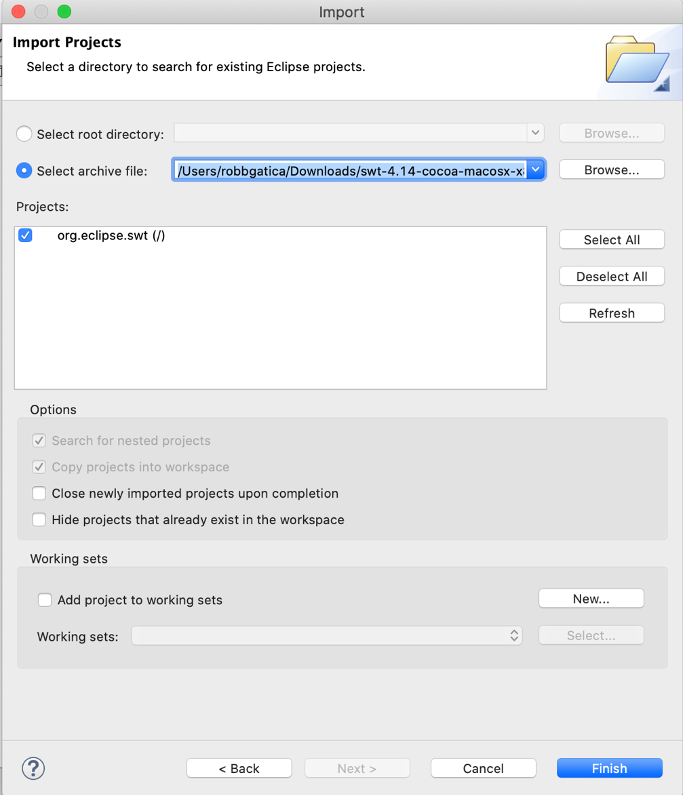 Import
Import Projects
Select a directory to search for existing Eclipse projects.
Select root directory:
Browse...
Select archive file:
/Users/robbgatica/Downloads/swt-4.14-cocoa-macosx-x
Browse...
Projects:
org.eclipse.swt (/)
Select All
Deselect All
Refresh
Options
Search for nested projects
Copy projects into workspace
Close newly imported projects upon completion
Hide projects that already exist in the workspace
Working sets
Add project to working sets
New...
Working sets:
Select...
?
< Back
Next >
Cancel
Finish